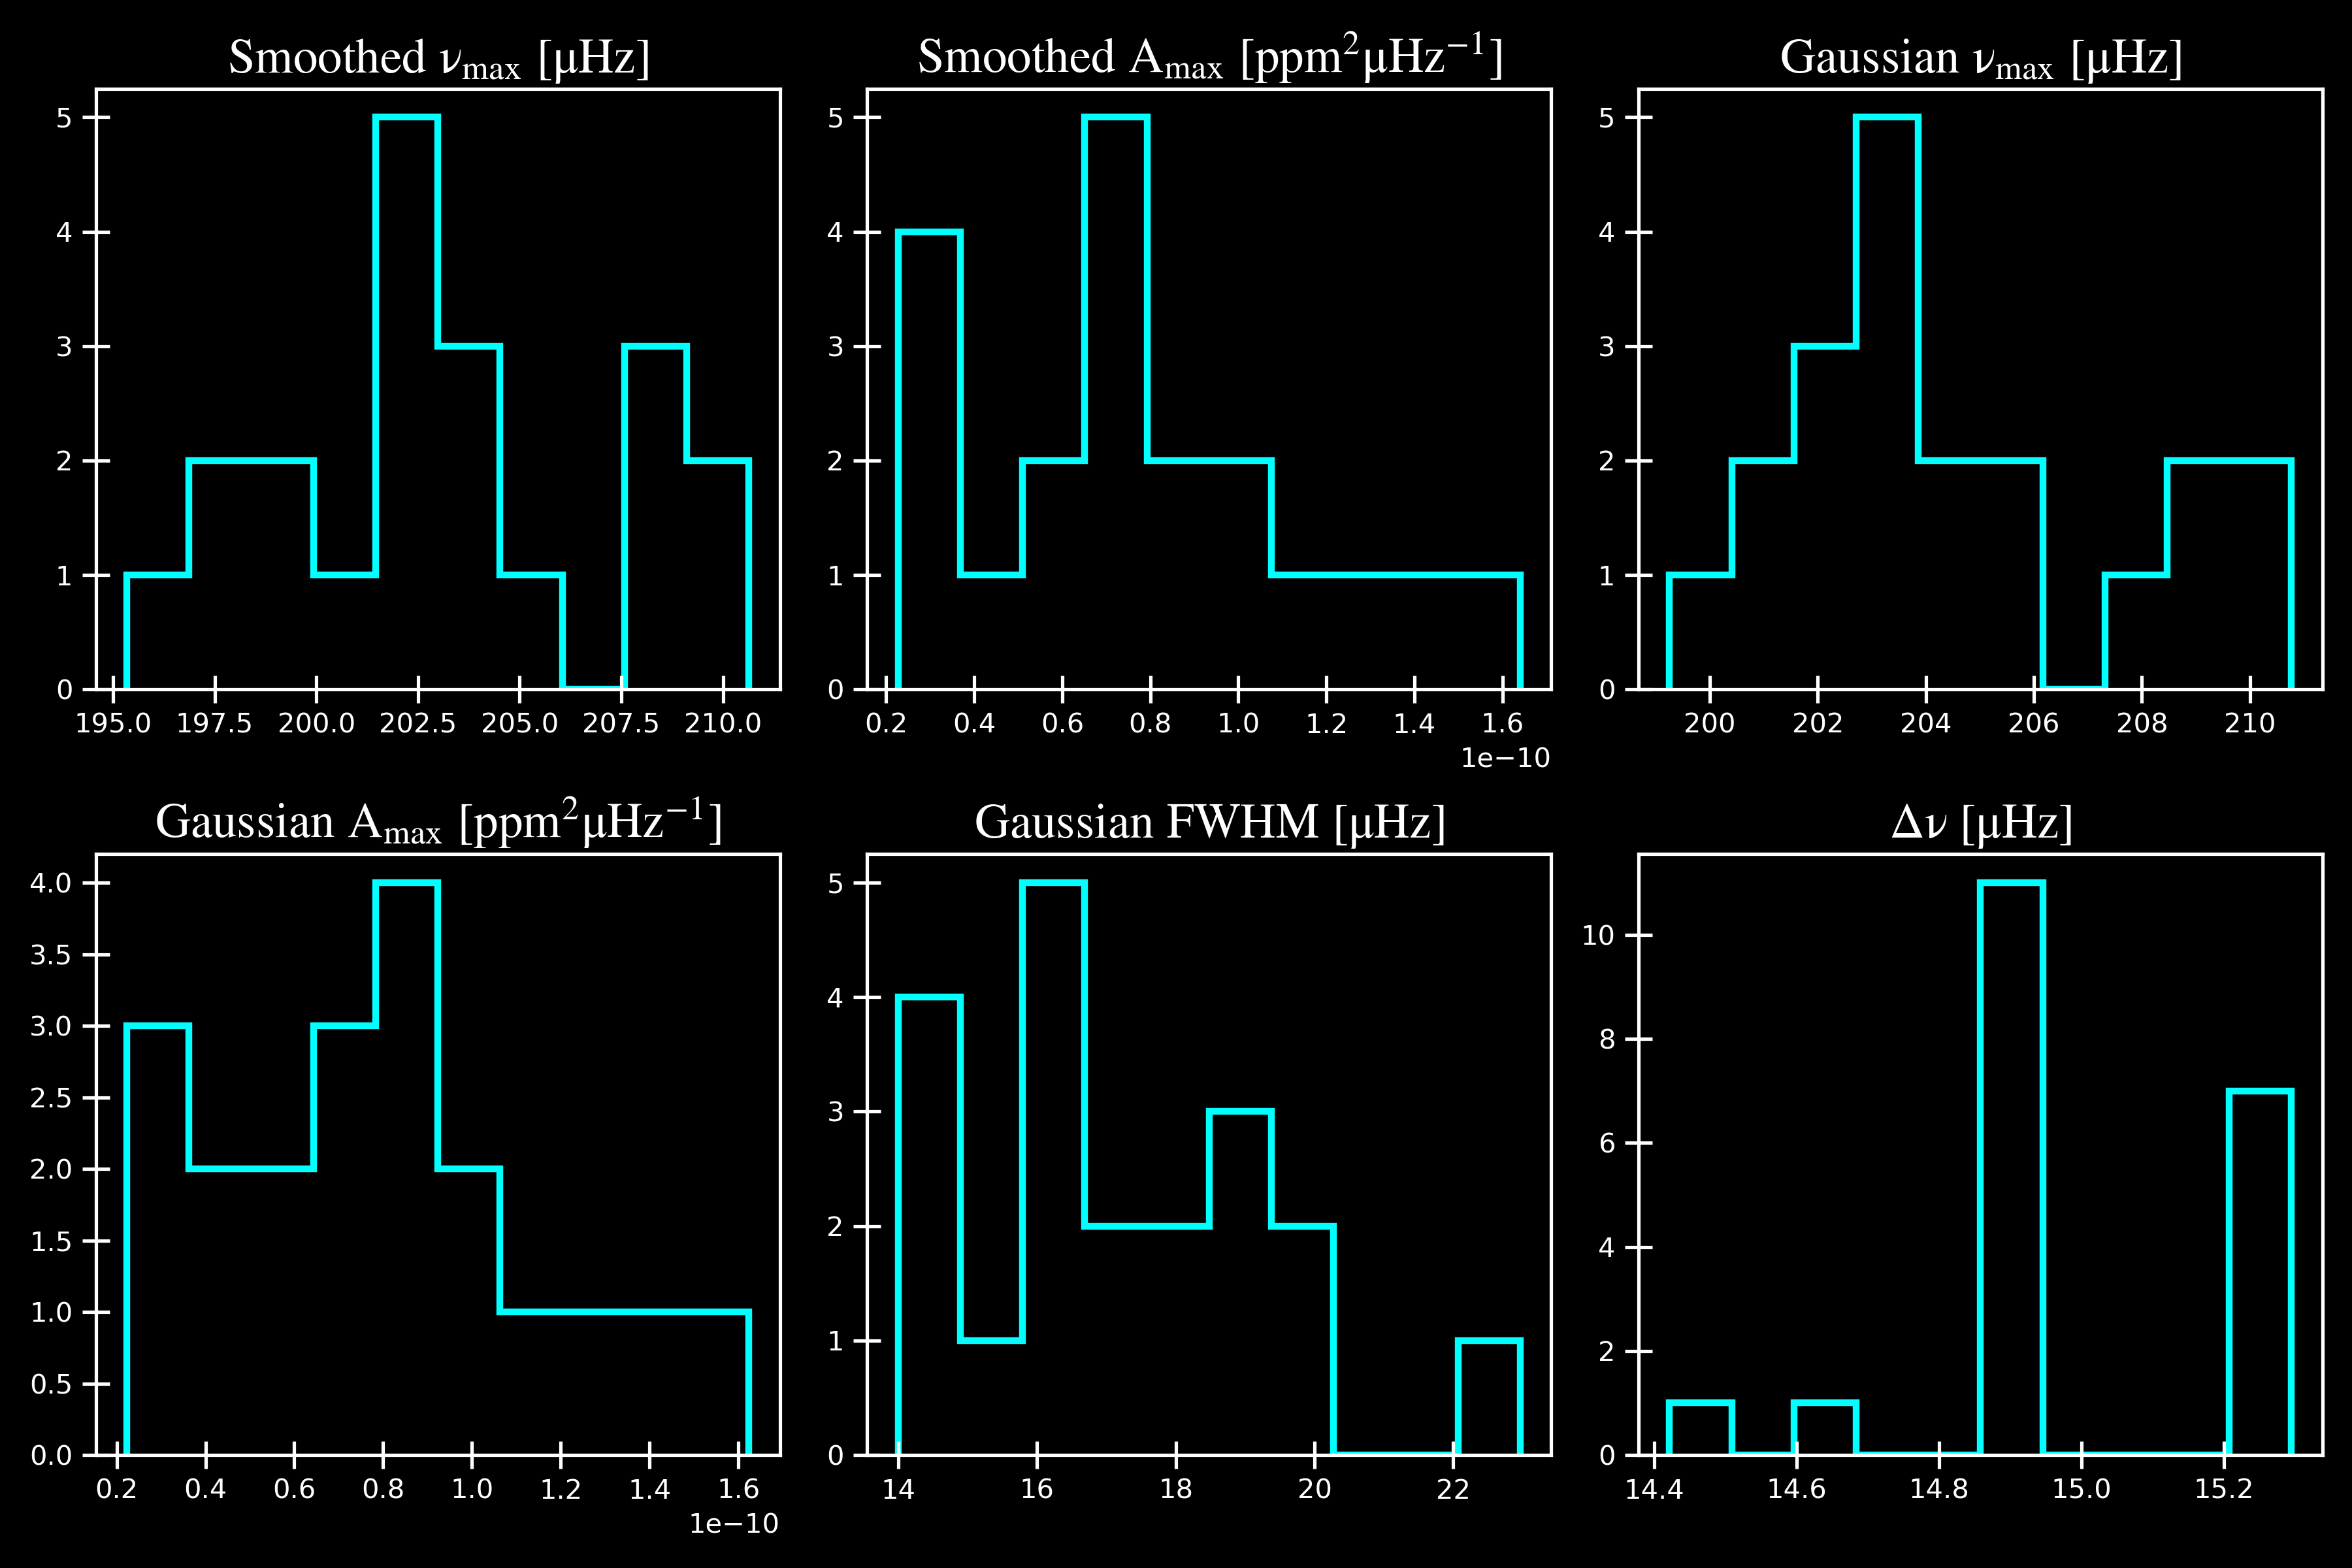 Smoothed ν_max [μHz]
5
4
3
2
1
0
195.0 197.5 200.0 202.5 205.0 207.5 210.0
Smoothed A_max [ppm²μHz⁻¹]
5
4
3
2
1
0
0.2 0.4 0.6 0.8 1.0 1.2 1.4 1.6
1e−10
Gaussian ν_max [μHz]
5
4
3
2
1
0
200 202 204 206 208 210
Gaussian A_max [ppm²μHz⁻¹]
4.0
3.5
3.0
2.5
2.0
1.5
1.0
0.5
0.0
0.2 0.4 0.6 0.8 1.0 1.2 1.4 1.6
1e−10
Gaussian FWHM [μHz]
5
4
3
2
1
0
14 16 18 20 22
Δν [μHz]
10
8
6
4
2
0
14.4 14.6 14.8 15.0 15.2